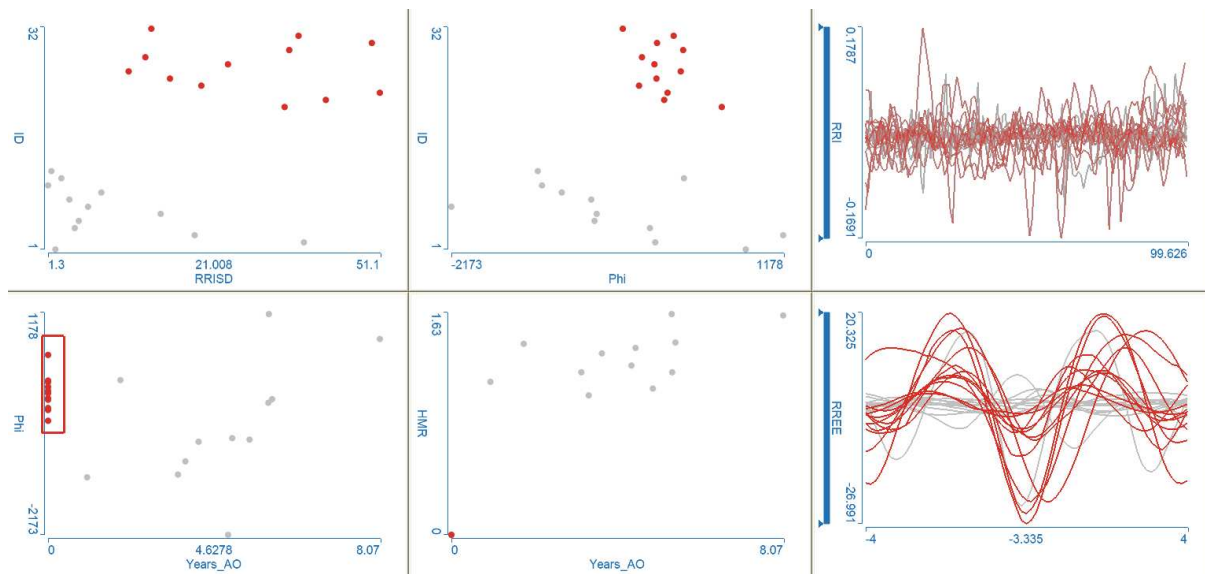 32
ID
1
1.3
21.008
51.1
RRISD
32
ID
1
-2173
1178
Phi
0.1787
RRI
-0.1691
0
99.626
1178
Phi
-2173
0
4.6278
8.07
Years_AO
1.63
HMR
0
0
8.07
Years_AO
20.325
RREE
-26.991
-4
-3.335
4